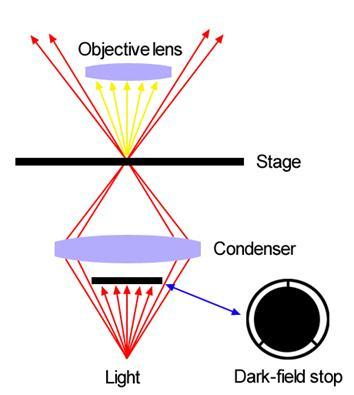 Objective lens
Stage
Condenser
Light
Dark-field stop